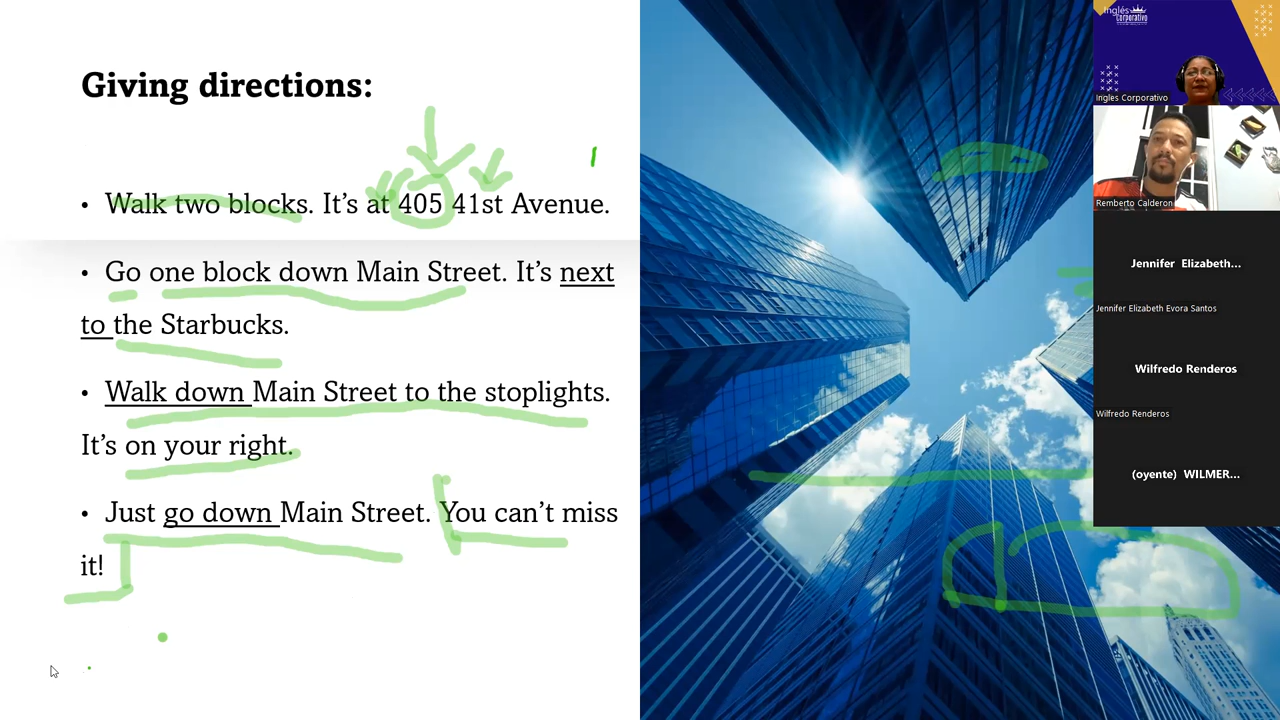 Giving directions:
• Walk two blocks. It's at 405 41st Avenue.
• Go one block down Main Street. It's next
to the Starbucks.
• Walk down Main Street to the stoplights.
It's on your right.
• Just go down Main Street. You can't miss
it!
Inglés
Corporativo
Ingles Corporativo
Remberto Calderon
Jennifer Elizabeth...
Jennifer Elizabeth Evora Santos
Wilfredo Renderos
Wilfredo Renderos
(oyente) WILMER...